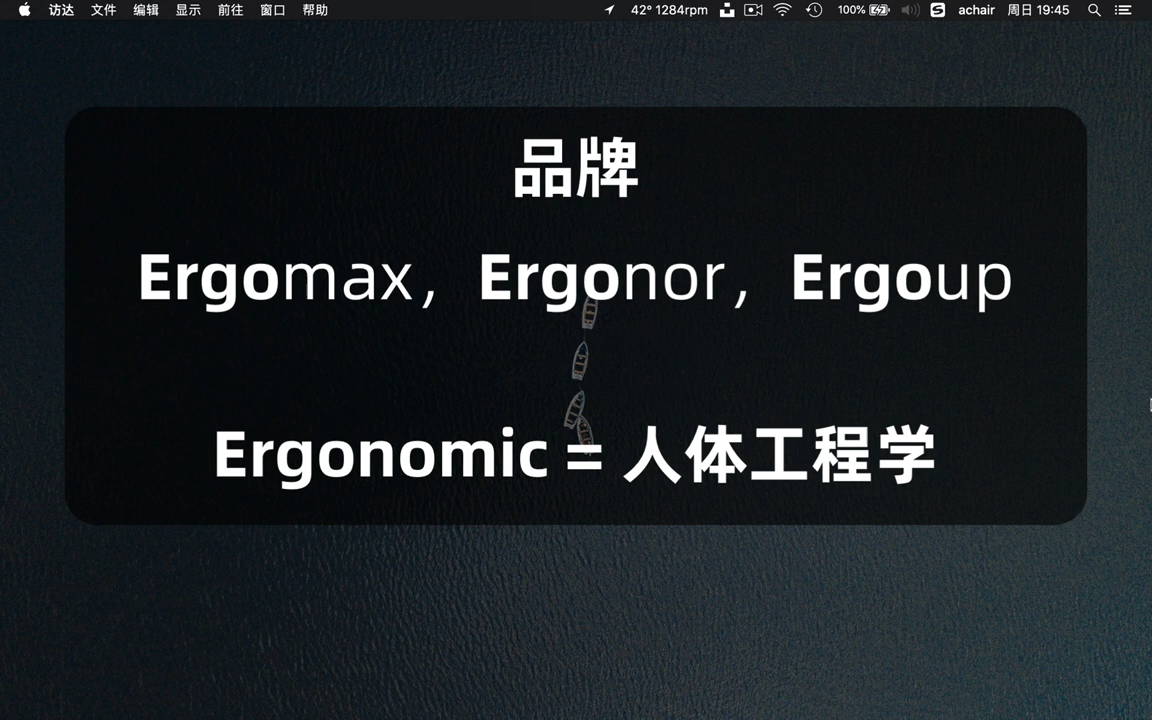 访达 文件 编辑 显示 前往 窗口 帮助 42° 1284rpm 100% achair 周日 19:45
品牌
Ergomax，Ergonor，Ergoup
Ergonomic = 人体工程学